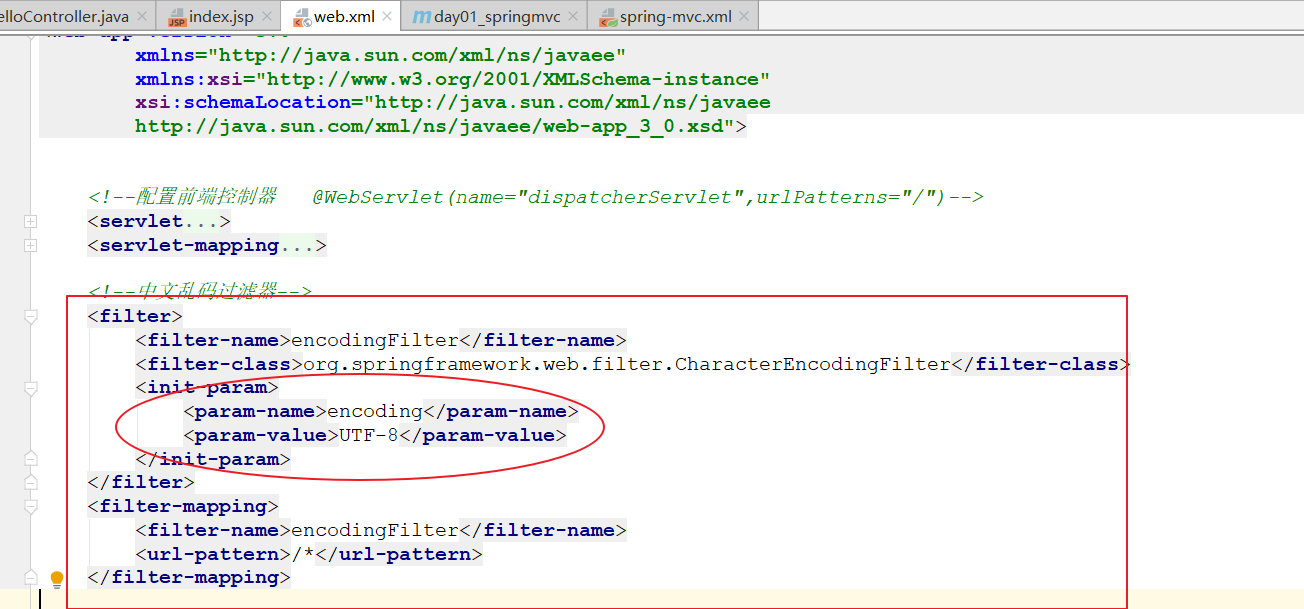 elloController.java index.jsp web.xml day01_springmvc spring-mvc.xml
xmlns="http://java.sun.com/xml/ns/javaee"
xmlns:xsi="http://www.w3.org/2001/XMLSchema-instance"
xsi:schemaLocation="http://java.sun.com/xml/ns/javaee
http://java.sun.com/xml/ns/javaee/web-app_3_0.xsd">
<!--配置前端控制器 @WebServlet(name="dispatcherServlet",urlPatterns="/")-->
<servlet...>
<servlet-mapping...>
<!--中文乱码过滤器-->
<filter>
<filter-name>encodingFilter</filter-name>
<filter-class>org.springframework.web.filter.CharacterEncodingFilter</filter-class>
<init-param>
<param-name>encoding</param-name>
<param-value>UTF-8</param-value>
</init-param>
</filter>
<filter-mapping>
<filter-name>encodingFilter</filter-name>
<url-pattern>/*</url-pattern>
</filter-mapping>